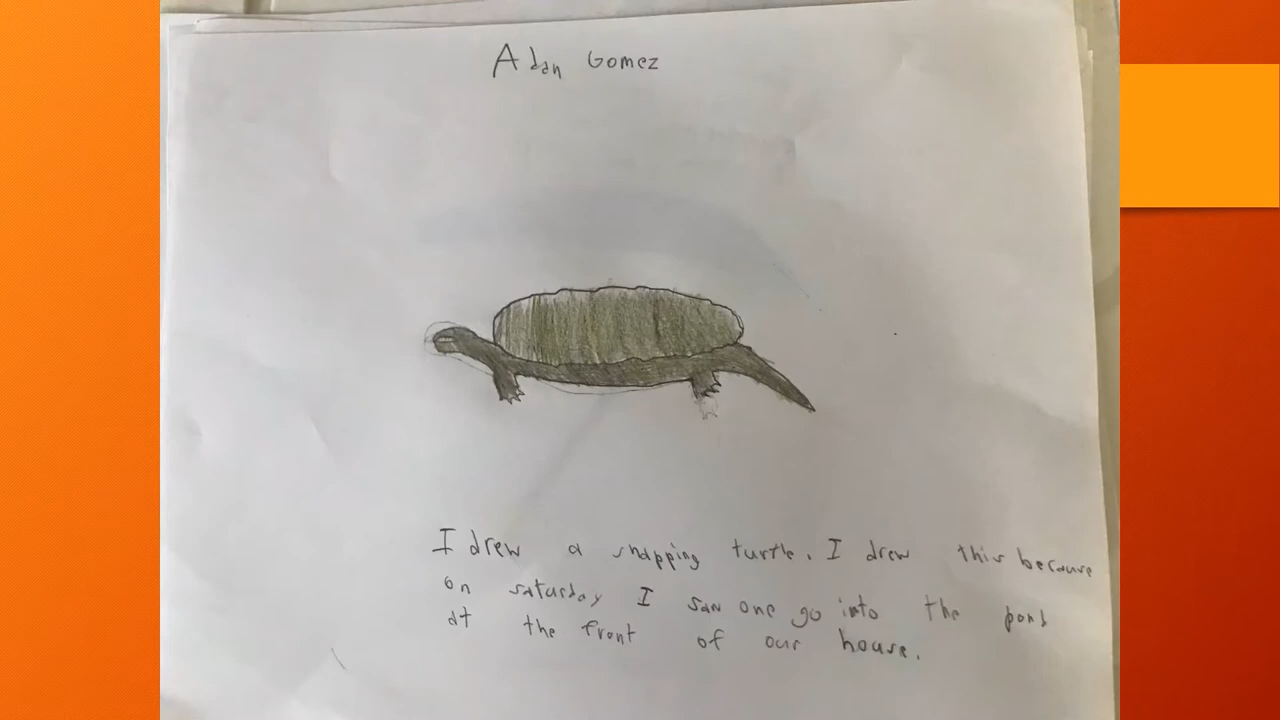 Adan Gomez
I drew a snapping turtle. I drew this because
on saturday I saw one go into the pond
at the front of our house.